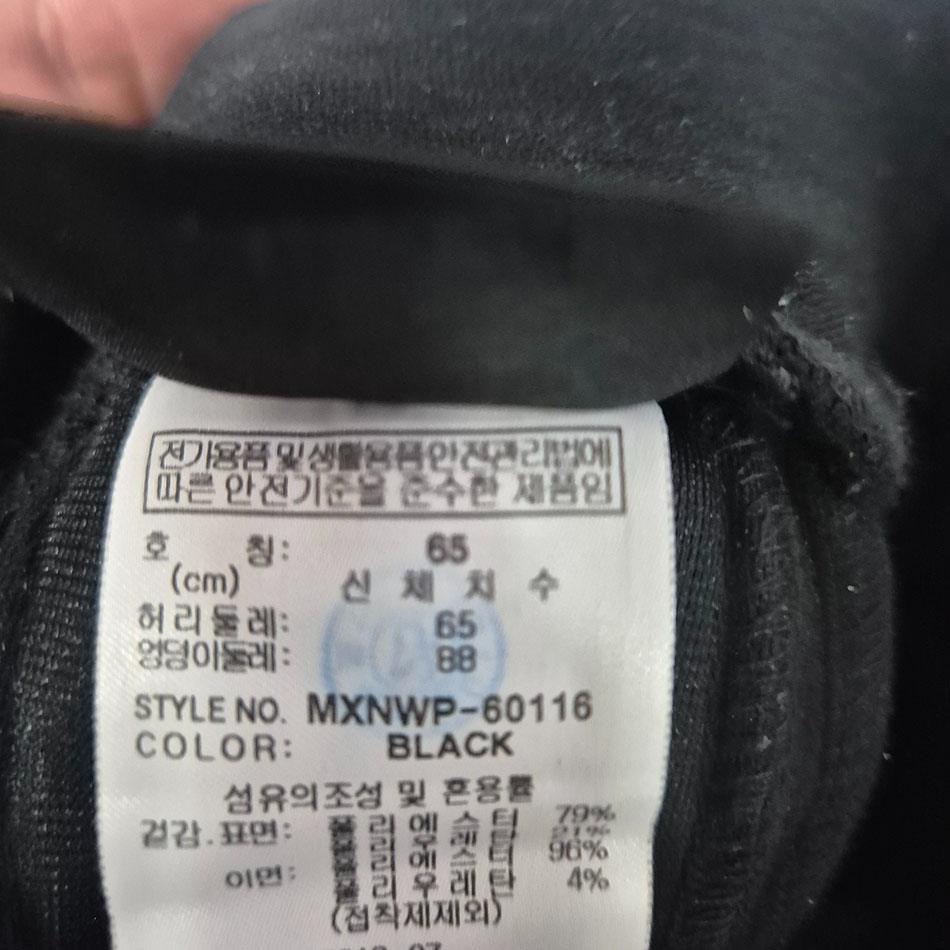 전기용품 및 생활용품 안전관리법에
따른 안전기준을 준수한 제품임
호 칭: 65
(cm) 신 체 치 수
허리둘레: 65
엉덩이둘레: 88
STYLE NO. MXNWP-60116
COLOR: BLACK
섬유의조성 및 혼용률
겉감.표면: 폴리에스터 79%
폴리우레탄 21%
이면: 폴리에스터 96%
폴리우레탄 4%
(접착제제외)